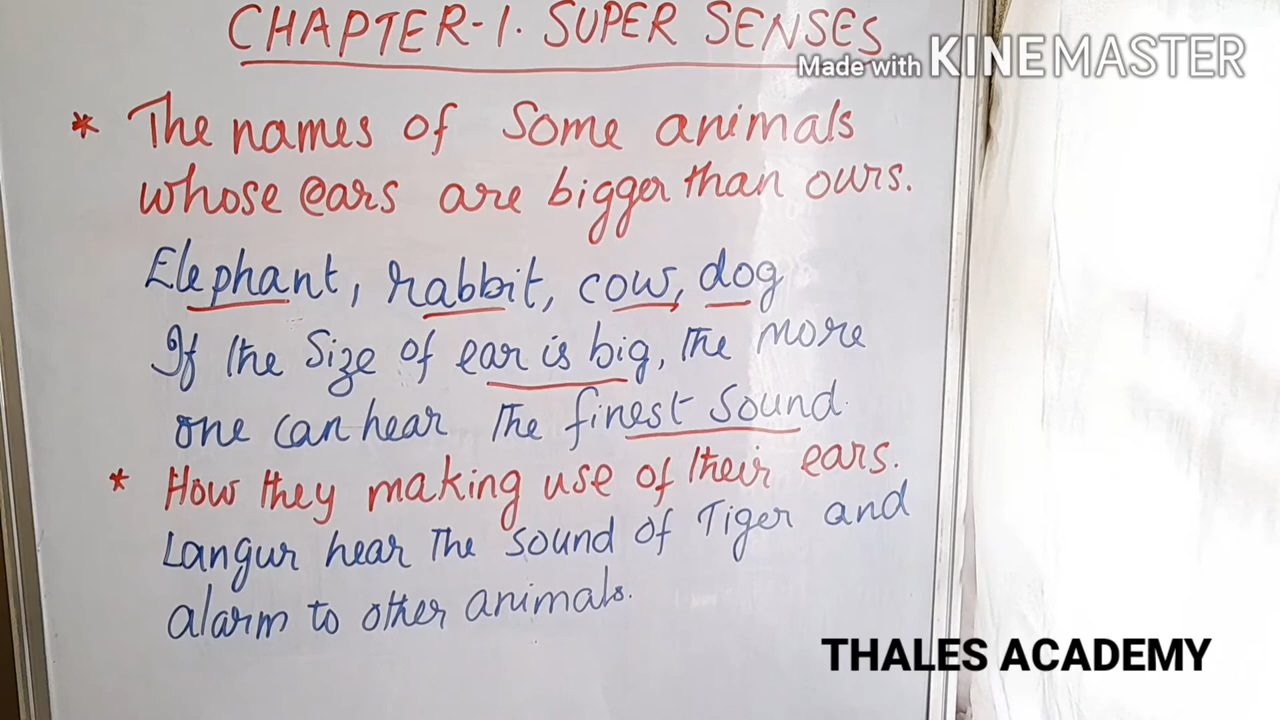 CHAPTER-1. SUPER SENSES
Made with KINEMASTER
* The names of Some animals
whose ears are bigger than ours.
Elephant, rabbit, cow, dog
If the Size of ear is big, The more
one can hear The finest Sound.
* How they making use of their ears.
Langur hear The sound of Tiger and
alarm to other animals.
THALES ACADEMY